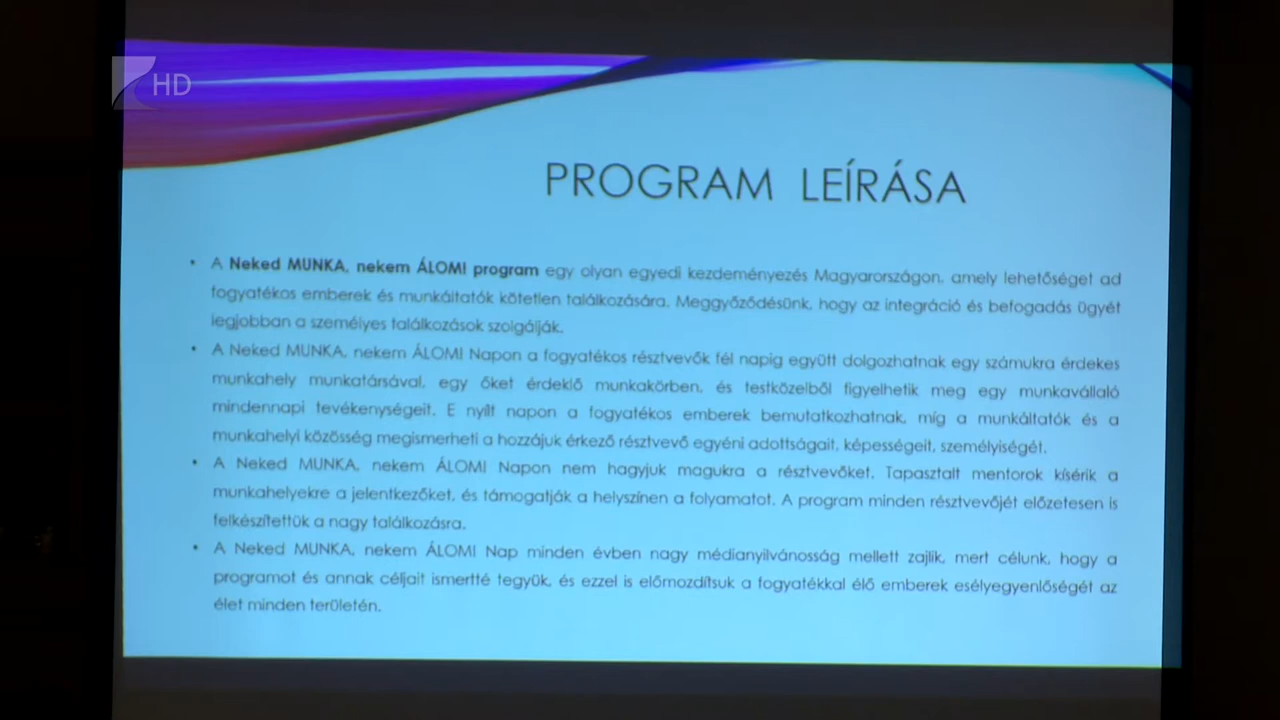 HD
PROGRAM LEÍRÁSA
• A Neked MUNKA, nekem ÁLOM! program egy olyan egyedi kezdeményezés Magyarországon, amely lehetőséget ad
fogyatékos emberek és munkáltatók kötetlen találkozására. Meggyőződésünk, hogy az integráció és befogadás ügyét
legjobban a személyes találkozások szolgálják.
• A Neked MUNKA, nekem ÁLOM! Napon a fogyatékos résztvevők fél napig együtt dolgozhatnak egy számukra érdekes
munkahely munkatársával, egy őket érdeklő munkakörben, és testközelből figyelhetik meg egy munkavállaló
mindennapi tevékenységeit. E nyílt napon a fogyatékos emberek bemutatkozhatnak, míg a munkáltatók és a
munkahelyi közösség megismerheti a hozzájuk érkező résztvevő egyéni adottságait, képességeit, személyiségét.
• A Neked MUNKA, nekem ÁLOM! Napon nem hagyjuk magukra a résztvevőket. Tapasztalt mentorok kísérik a
munkahelyekre a jelentkezőket, és támogatják a helyszínen a folyamatot. A program minden résztvevőjét előzetesen is
felkészítettük a nagy találkozásra.
• A Neked MUNKA, nekem ÁLOM! Nap minden évben nagy médianyilvánosság mellett zajlik, mert célunk, hogy a
programot és annak céljait ismertté tegyük, és ezzel is előmozdítsuk a fogyatékkal élő emberek esélyegyenlőségét az
élet minden területén.